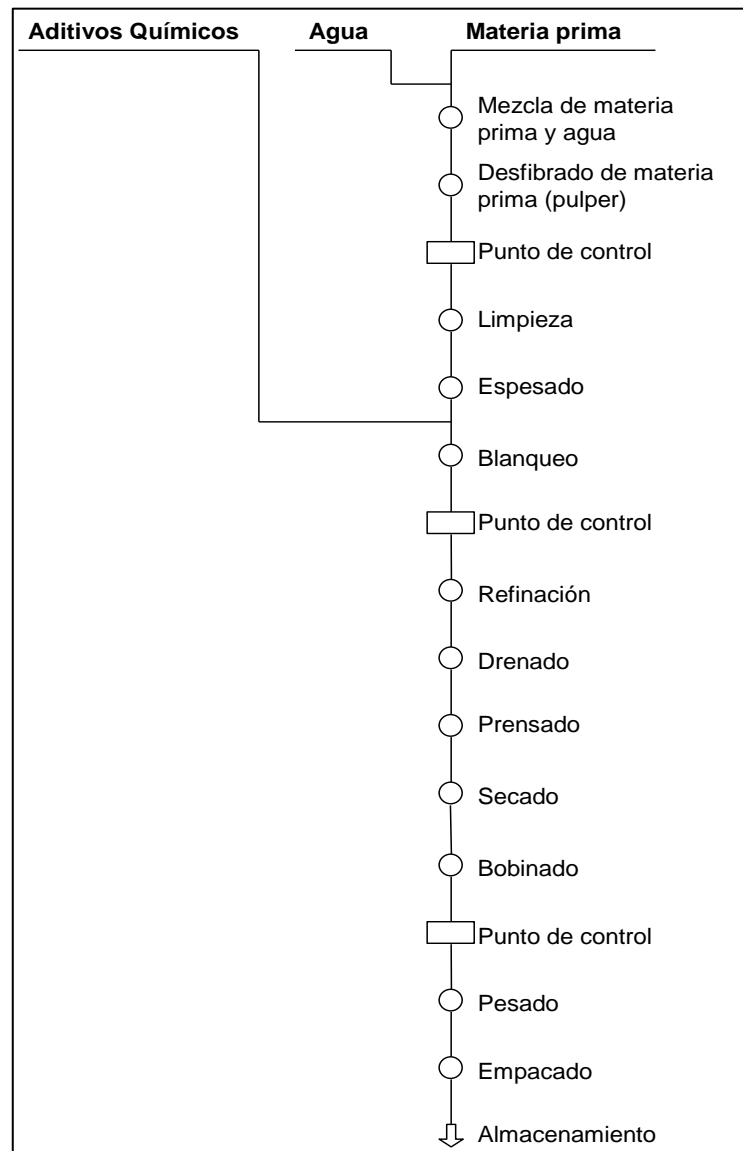 Aditivos Químicos
Agua
Materia prima
Mezcla de materia
prima y agua
Desfibrado de materia
prima (pulper)
Punto de control
Limpieza
Espesado
Blanqueo
Punto de control
Refinación
Drenado
Prensado
Secado
Bobinado
Punto de control
Pesado
Empacado
Almacenamiento